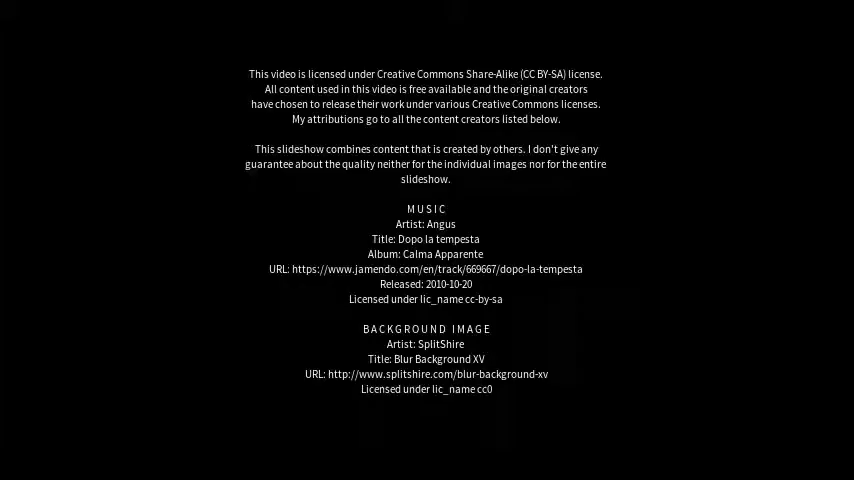 This video is licensed under Creative Commons Share-Alike (CC BY-SA) license.
All content used in this video is free available and the original creators
have chosen to release their work under various Creative Commons licenses.
My attributions go to all the content creators listed below.
This slideshow combines content that is created by others. I don't give any
guarantee about the quality neither for the individual images nor for the entire
slideshow.
MUSIC
Artist: Angus
Title: Dopo la tempesta
Album: Calma Apparente
URL: https://www.jamendo.com/en/track/669667/dopo-la-tempesta
Released: 2010-10-20
Licensed under lic_name cc-by-sa
BACKGROUND IMAGE
Artist: SplitShire
Title: Blur Background XV
URL: http://www.splitshire.com/blur-background-xv
Licensed under lic_name cc0